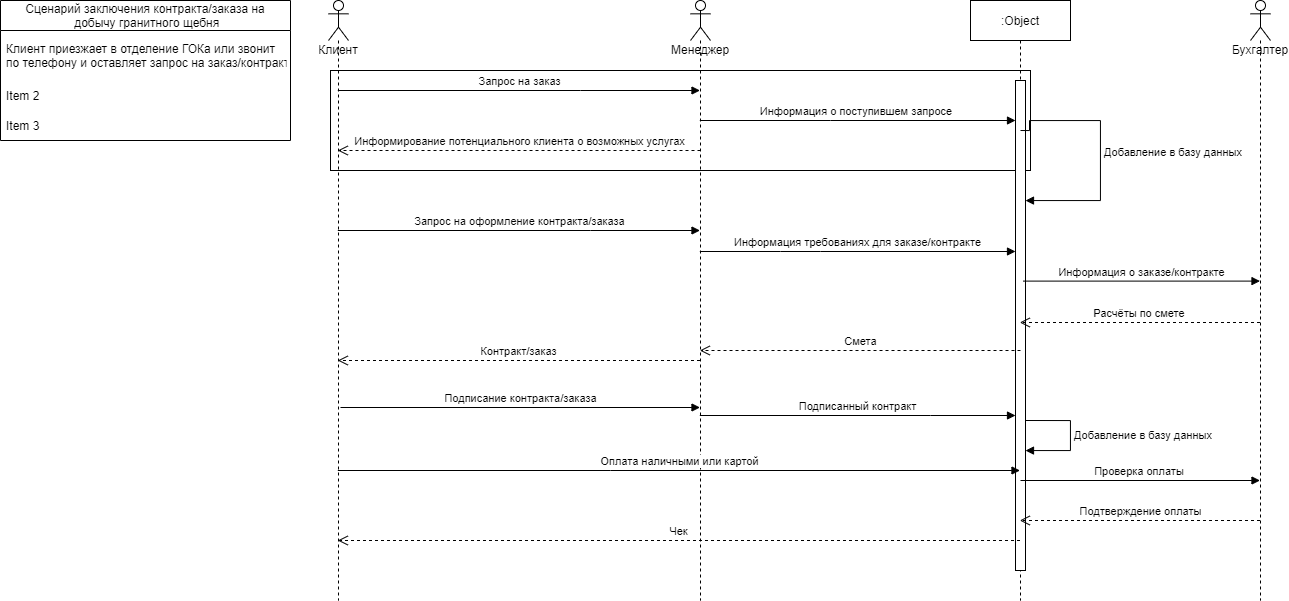 Сценарий заключения контракта/заказа на
добычу гранитного щебня
Клиент приезжает в отделение ГОКа или звонит
по телефону и оставляет запрос на заказ/контракт
Item 2
Item 3
Клиент
Менеджер
:Object
Бухгалтер
Запрос на заказ
Информация о поступившем запросе
Информирование потенциального клиента о возможных услугах
Добавление в базу данных
Запрос на оформление контракта/заказа
Информация требованиях для заказе/контракте
Информация о заказе/контракте
Расчёты по смете
Смета
Контракт/заказ
Подписание контракта/заказа
Подписанный контракт
Добавление в базу данных
Оплата наличными или картой
Проверка оплаты
Подтверждение оплаты
Чек